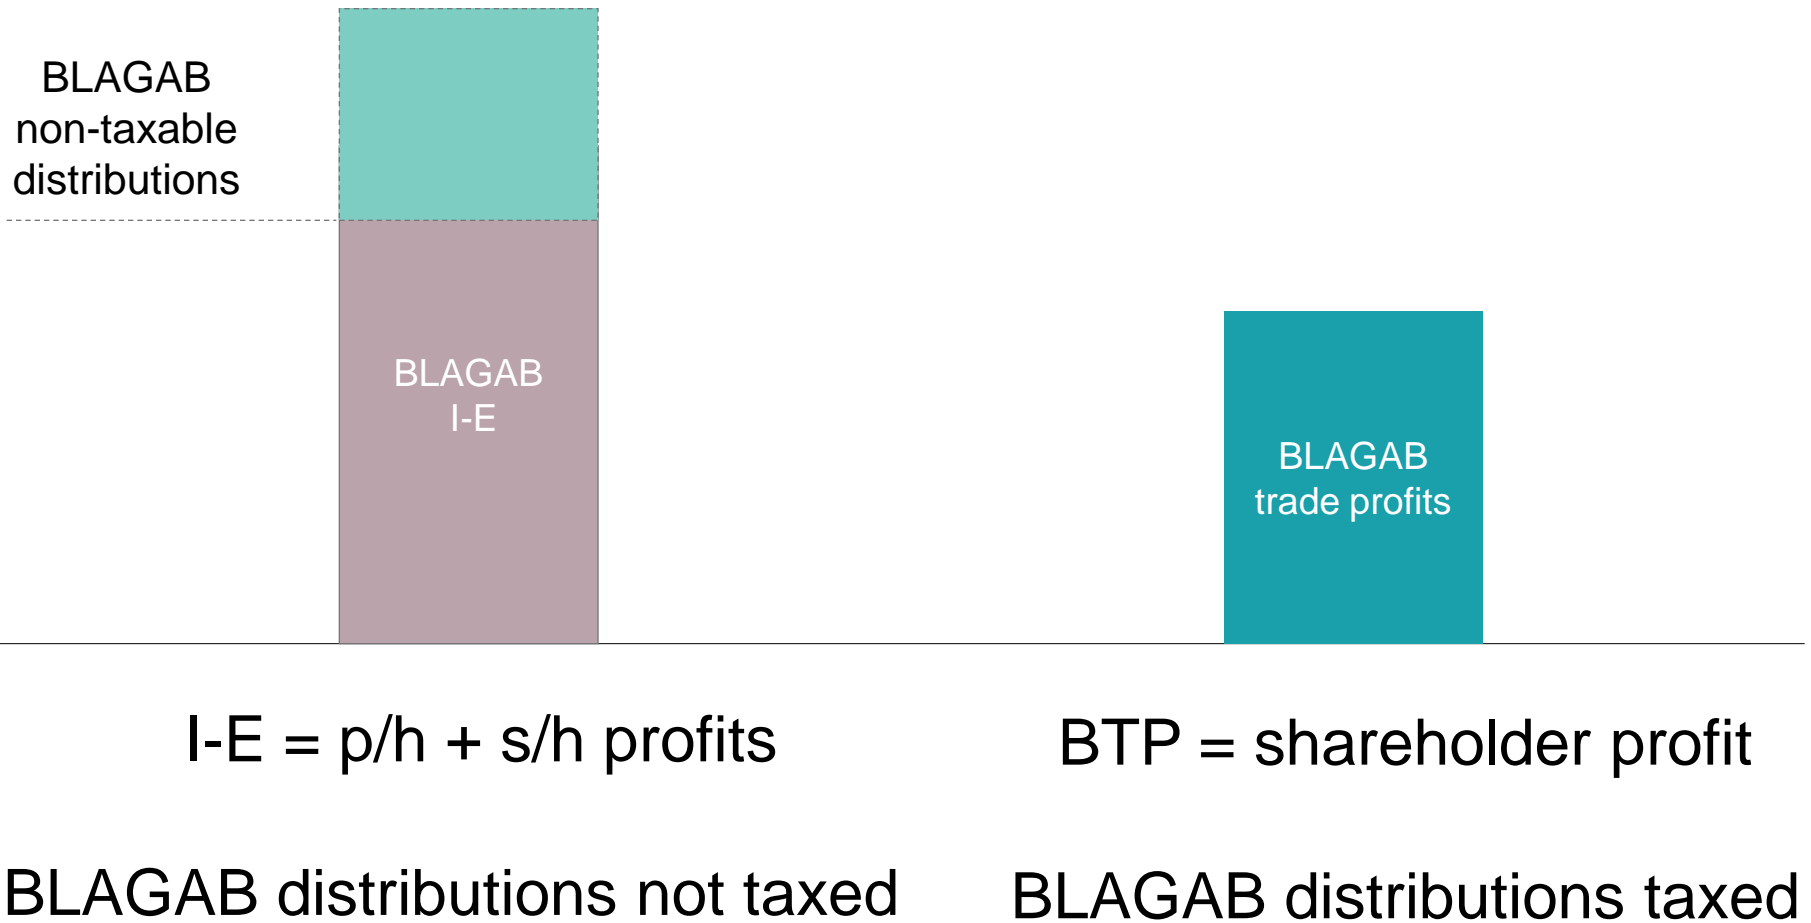 BLAGAB
non-taxable
distributions
BLAGAB
I-E
BLAGAB
trade profits
I-E = p/h + s/h profits
BTP = shareholder profit
BLAGAB distributions not taxed
BLAGAB distributions taxed